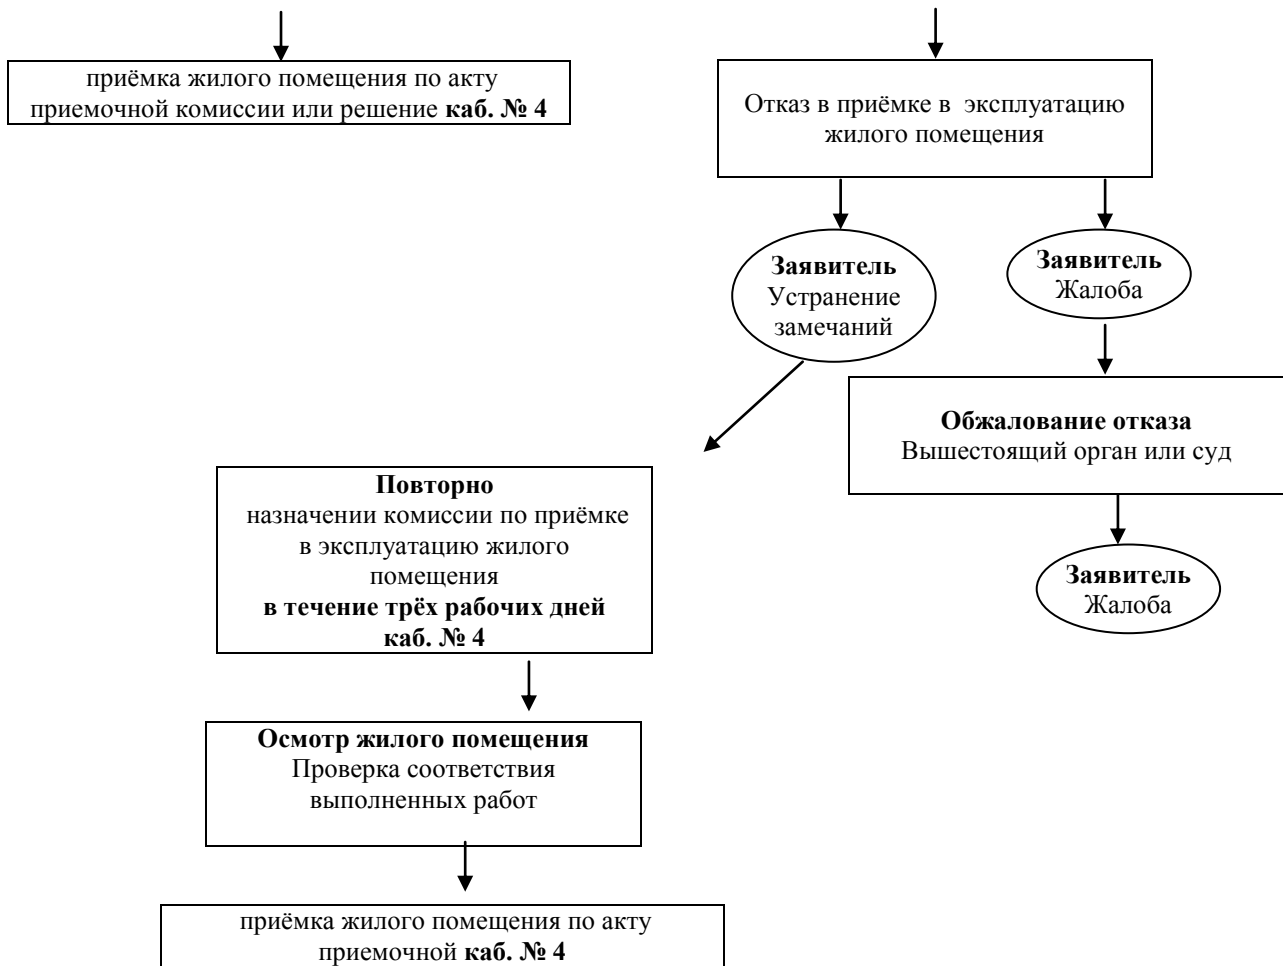 приёмка жилого помещения по акту
приемочной комиссии или решение каб. № 4
Отказ в приёмке в эксплуатацию
жилого помещения
Заявитель
Устранение
замечаний
Заявитель
Жалоба
Обжалование отказа
Вышестоящий орган или суд
Заявитель
Жалоба
Повторно
назначении комиссии по приёмке
в эксплуатацию жилого
помещения
в течение трёх рабочих дней
каб. № 4
Осмотр жилого помещения
Проверка соответствия
выполненных работ
приёмка жилого помещения по акту
приемочной каб. № 4